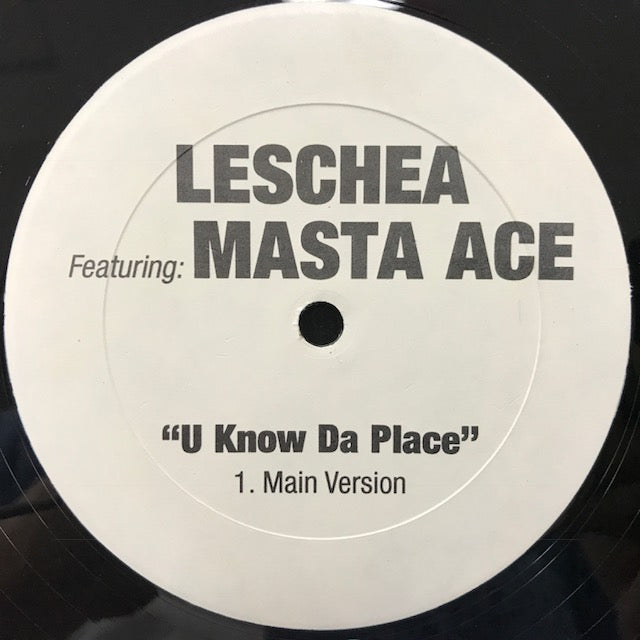 LESCHEA
Featuring: MASTA ACE
“U Know Da Place”
1. Main Version